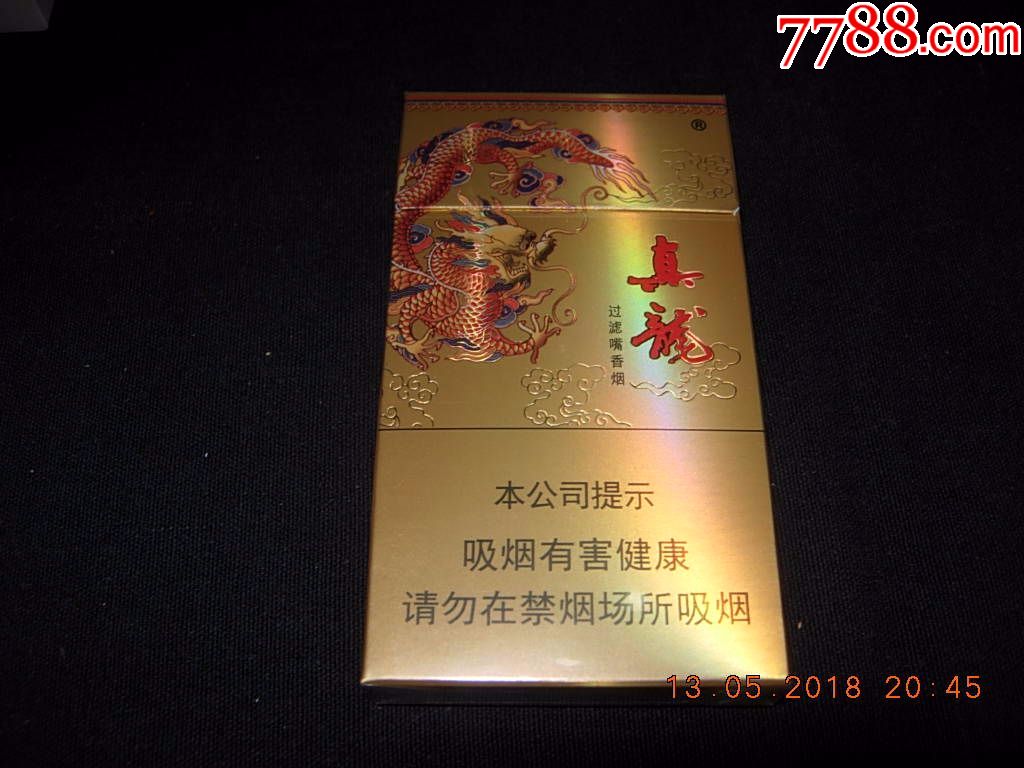 7788.com
®
真龙
过滤嘴香烟
本公司提示
吸烟有害健康
请勿在禁烟场所吸烟
13.05.2018 20:45